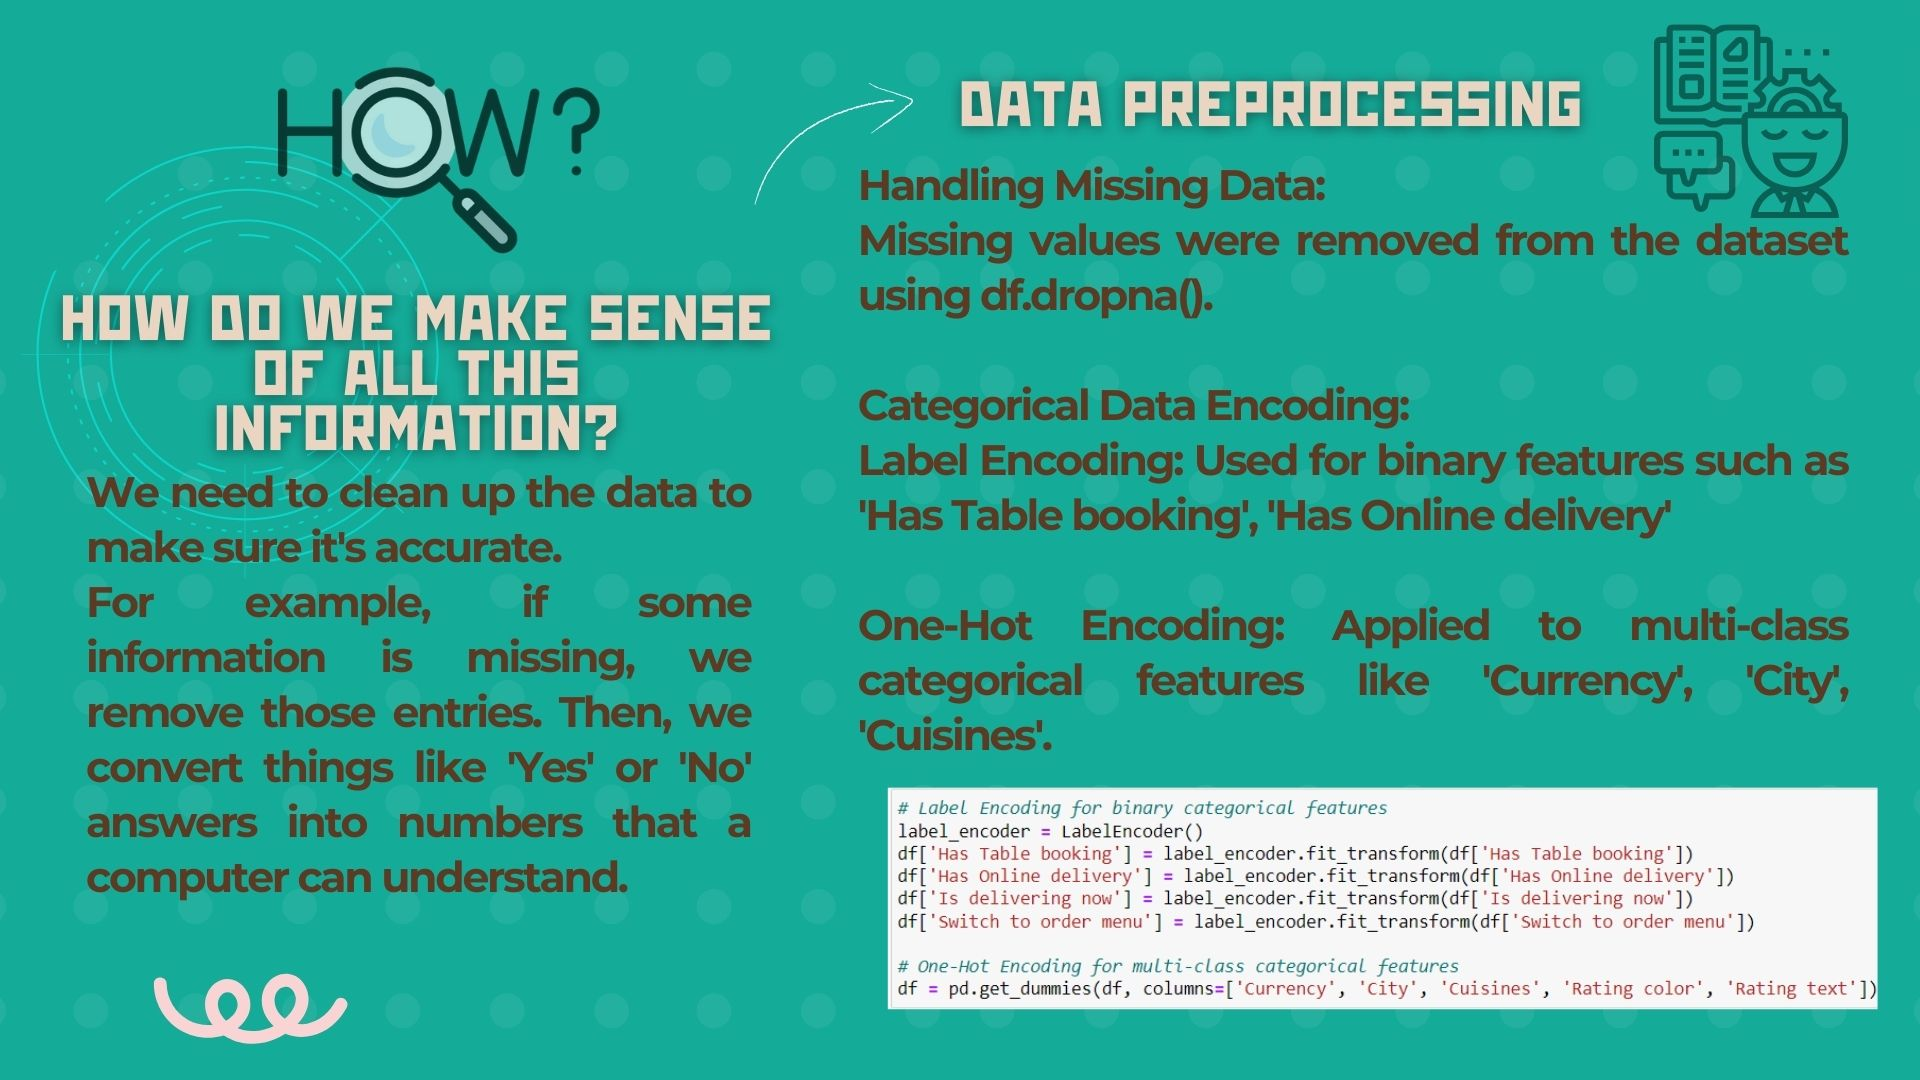 HOW?
HOW DO WE MAKE SENSE
OF ALL THIS
INFORMATION?
We need to clean up the data to
make sure it's accurate.
For example, if some
information is missing, we
remove those entries. Then, we
convert things like 'Yes' or 'No'
answers into numbers that a
computer can understand.
DATA PREPROCESSING
Handling Missing Data:
Missing values were removed from the dataset
using df.dropna().
Categorical Data Encoding:
Label Encoding: Used for binary features such as
'Has Table booking', 'Has Online delivery'
One-Hot Encoding: Applied to multi-class
categorical features like 'Currency', 'City',
'Cuisines'.
# Label Encoding for binary categorical features
label_encoder = LabelEncoder()
df['Has Table booking'] = label_encoder.fit_transform(df['Has Table booking'])
df['Has Online delivery'] = label_encoder.fit_transform(df['Has Online delivery'])
df['Is delivering now'] = label_encoder.fit_transform(df['Is delivering now'])
df['Switch to order menu'] = label_encoder.fit_transform(df['Switch to order menu'])
# One-Hot Encoding for multi-class categorical features
df = pd.get_dummies(df, columns=['Currency', 'City', 'Cuisines', 'Rating color', 'Rating text'])